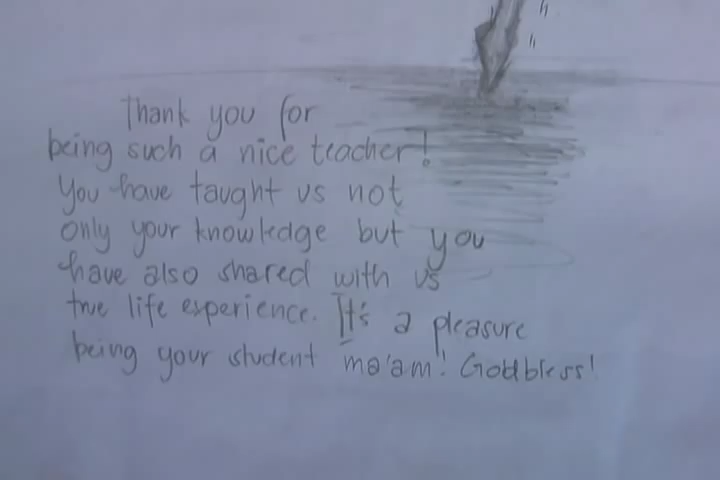 Thank you for
being such a nice teacher!
You have taught us not
only your knowledge but you
have also shared with us
true life experience. It's a pleasure
being your student ma'am! Godbless!